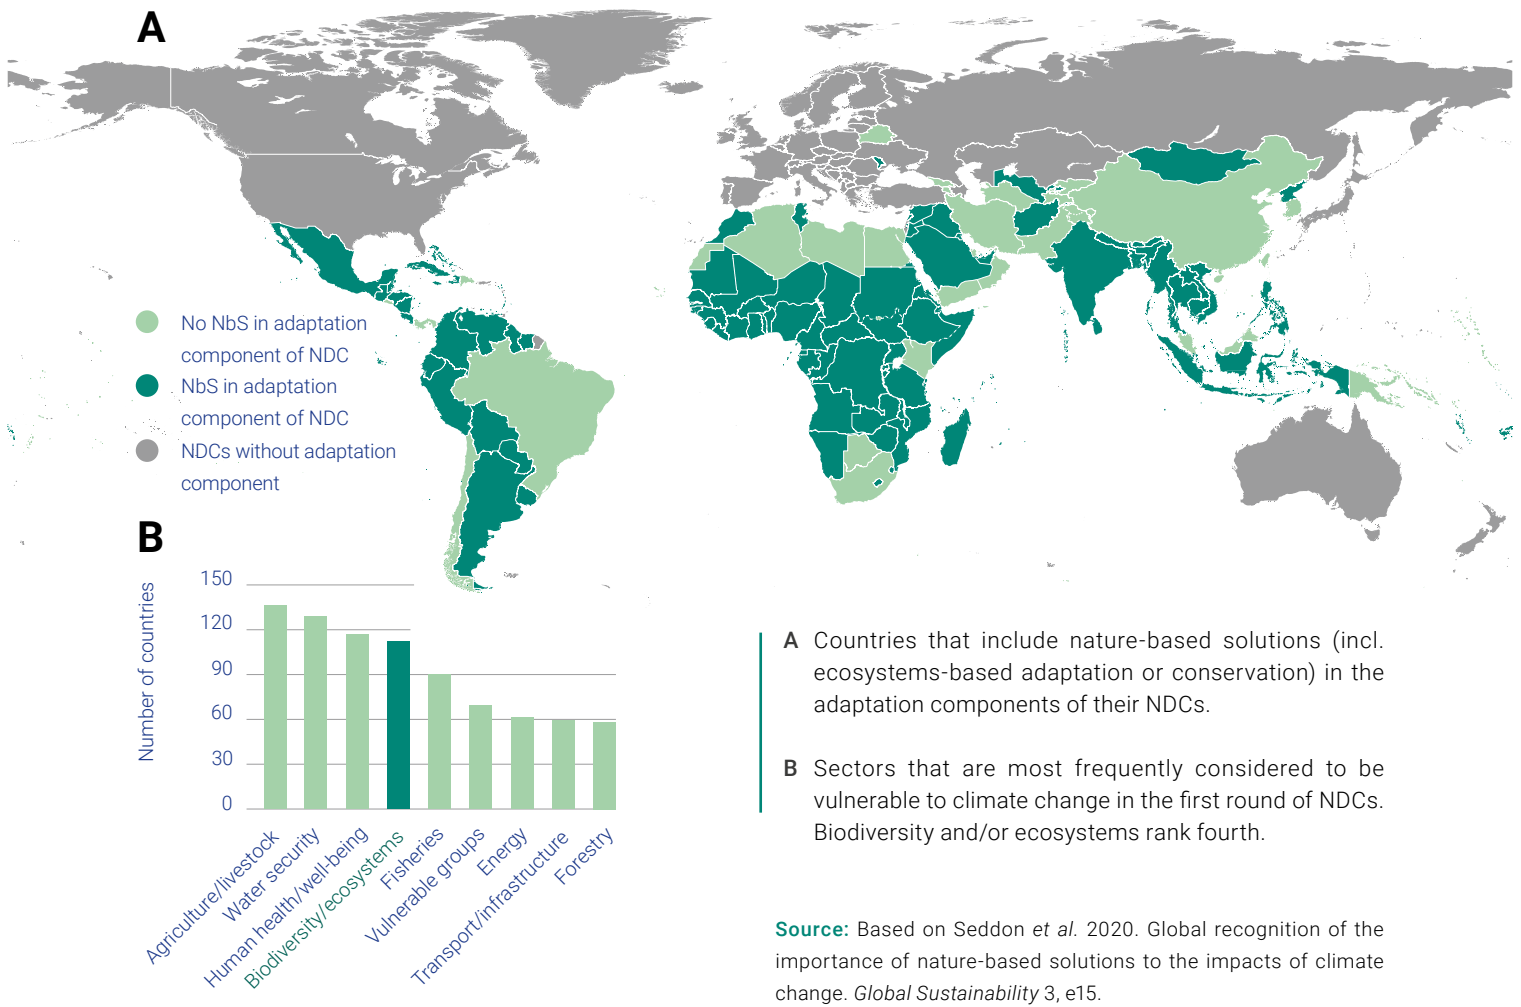 A
No NbS in adaptation
component of NDC
NbS in adaptation
component of NDC
NDCs without adaptation
component
B
Number of countries
150
120
90
60
30
0
Agriculture/livestock
Water security
Human health/well-being
Biodiversity/ecosystems
Fisheries
Vulnerable groups
Energy
Transport/infrastructure
Forestry
A Countries that include nature-based solutions (incl.
ecosystems-based adaptation or conservation) in the
adaptation components of their NDCs.
B Sectors that are most frequently considered to be
vulnerable to climate change in the first round of NDCs.
Biodiversity and/or ecosystems rank fourth.
Source: Based on Seddon et al. 2020. Global recognition of the
importance of nature-based solutions to the impacts of climate
change. Global Sustainability 3, e15.